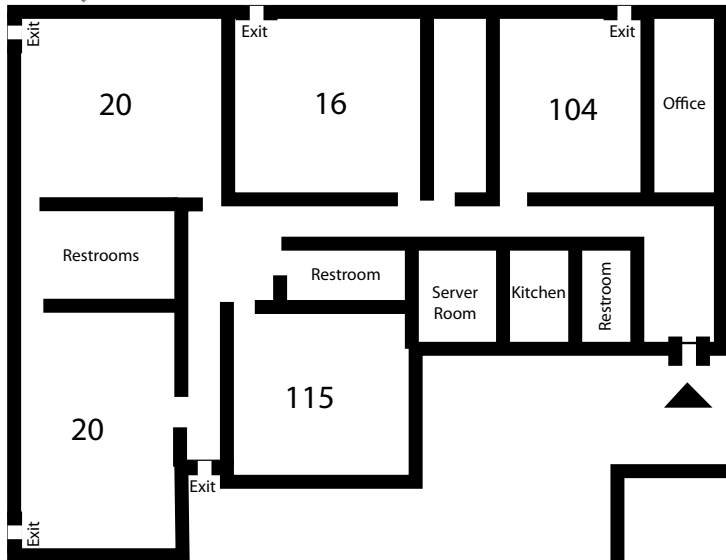 Exit
Exit
Exit
20
16
104
Office
Restrooms
Restroom
Server
Room
Kitchen
Restroom
115
20
Exit
Exit